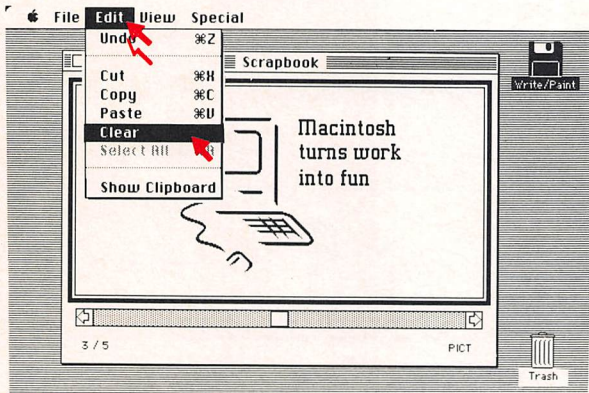 File Edit View Special
Undo ⌘Z
Scrapbook
Write/Paint
Cut ⌘X
Copy ⌘C
Paste ⌘V
Clear
Select All
Show Clipboard
Macintosh
turns work
into fun
3 / 5
PICT
Trash